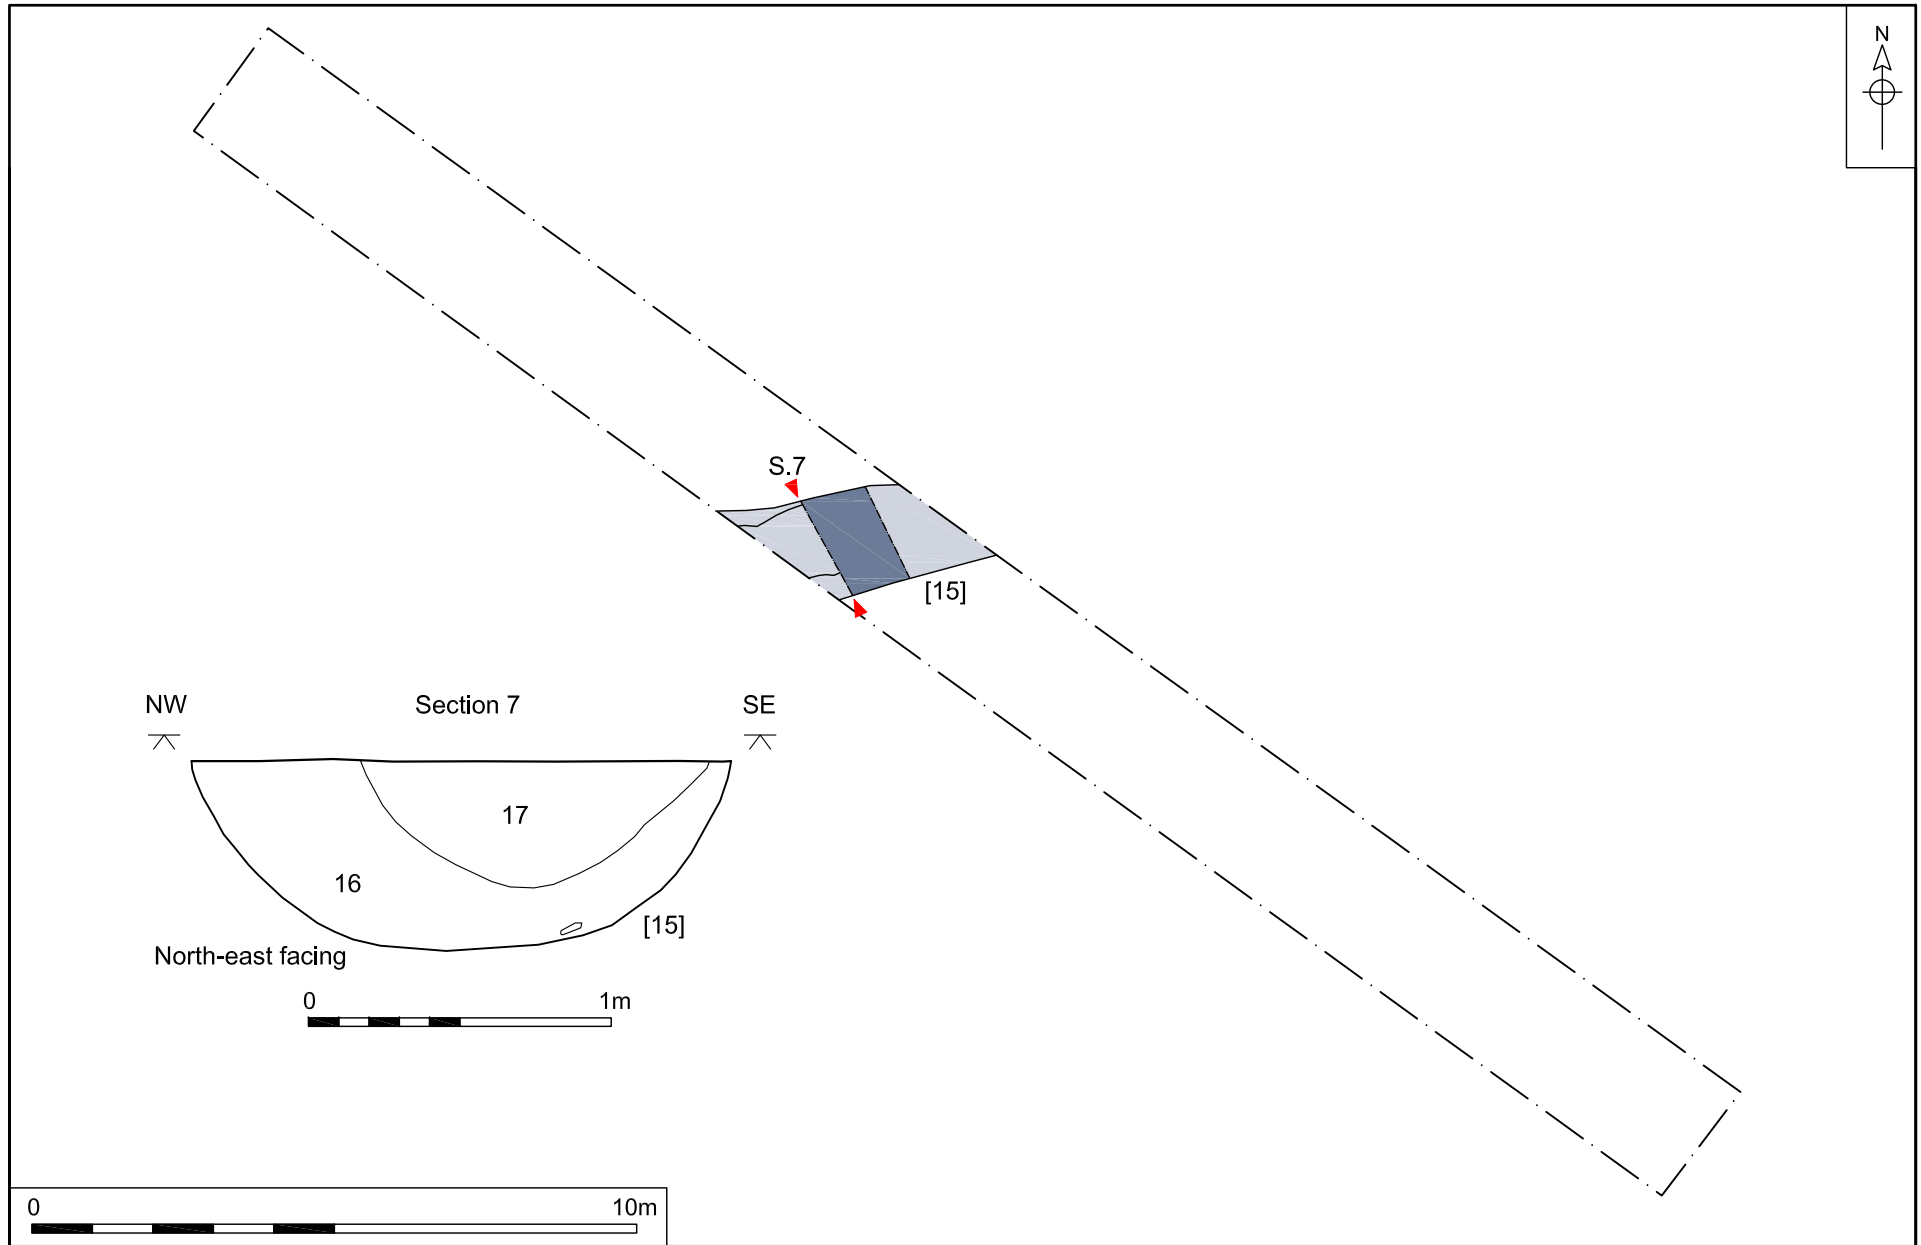 N
S.7
[15]
NW Section 7 SE
17
16
[15]
North-east facing
0 1m
0 10m